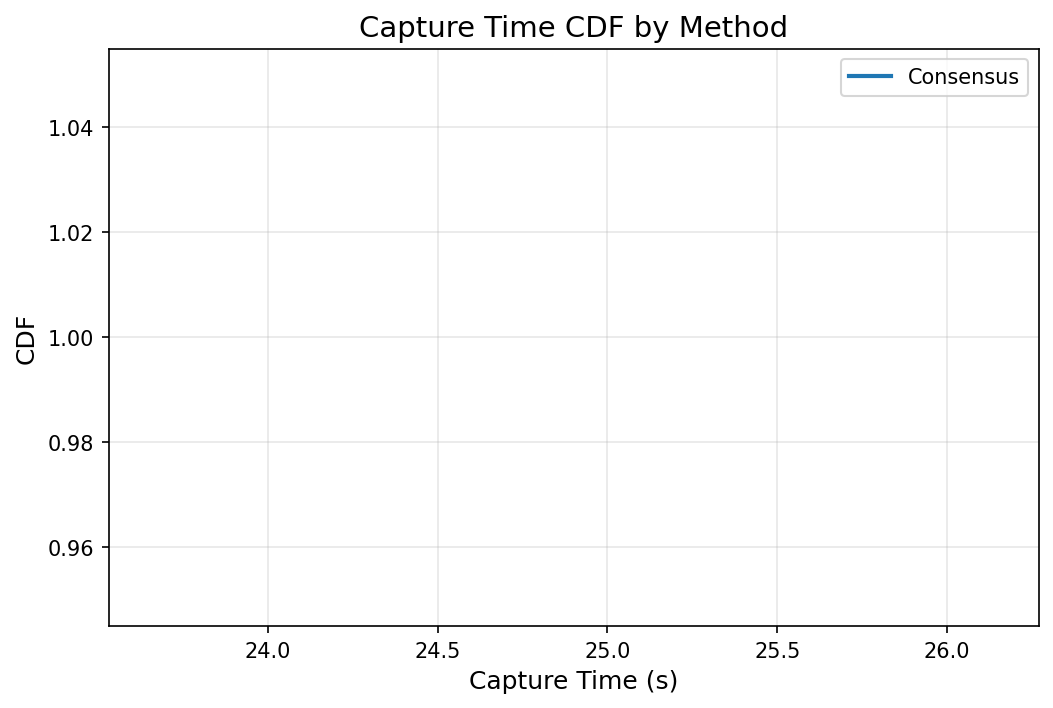 Capture Time CDF by Method
Consensus
1.04
1.02
1.00
0.98
0.96
CDF
24.0 24.5 25.0 25.5 26.0
Capture Time (s)